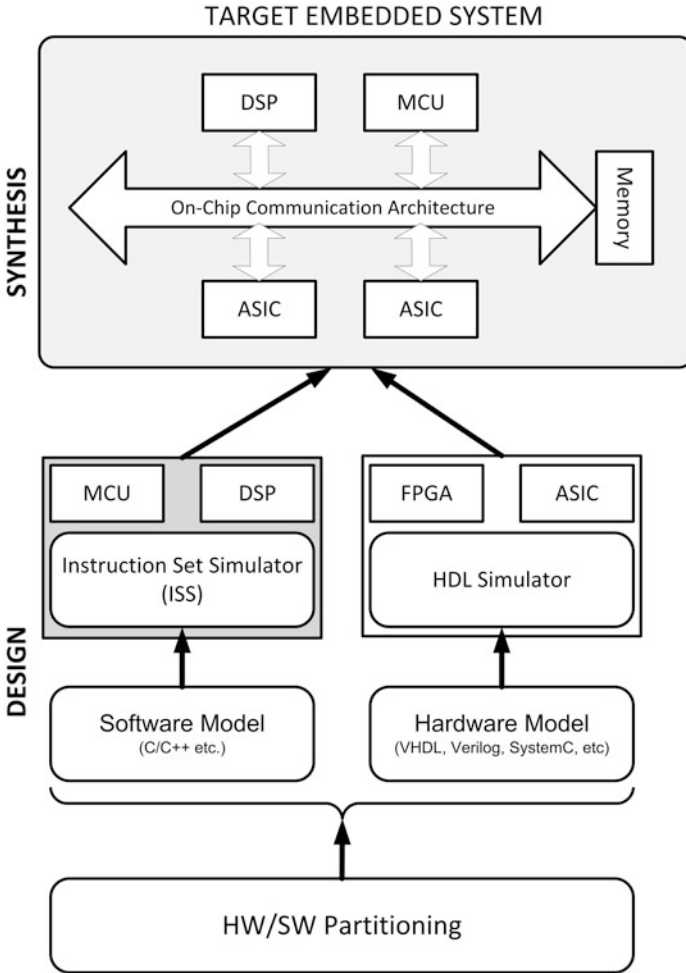 TARGET EMBEDDED SYSTEM
SYNTHESIS
DSP
MCU
On-Chip Communication Architecture
Memory
ASIC
ASIC
DESIGN
MCU
DSP
Instruction Set Simulator
(ISS)
FPGA
ASIC
HDL Simulator
Software Model
(C/C++ etc.)
Hardware Model
(VHDL, Verilog, SystemC, etc)
HW/SW Partitioning